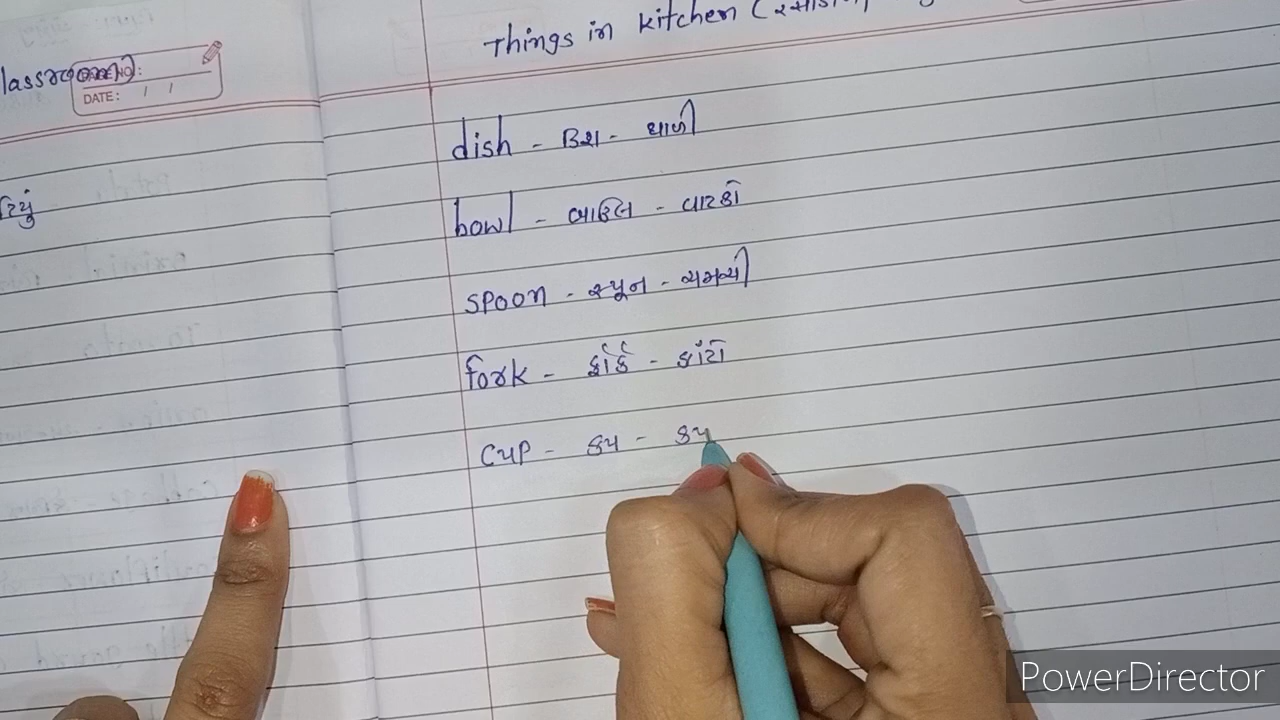 Things in kitchen (
DATE: / /
dish - ડિશ - થાળી
bowl - બાઉલ - વાટકો
spoon - સ્પૂન - ચમચી
fork - ફોર્ક - કાંટો
cup - કપ - કપ
PowerDirector